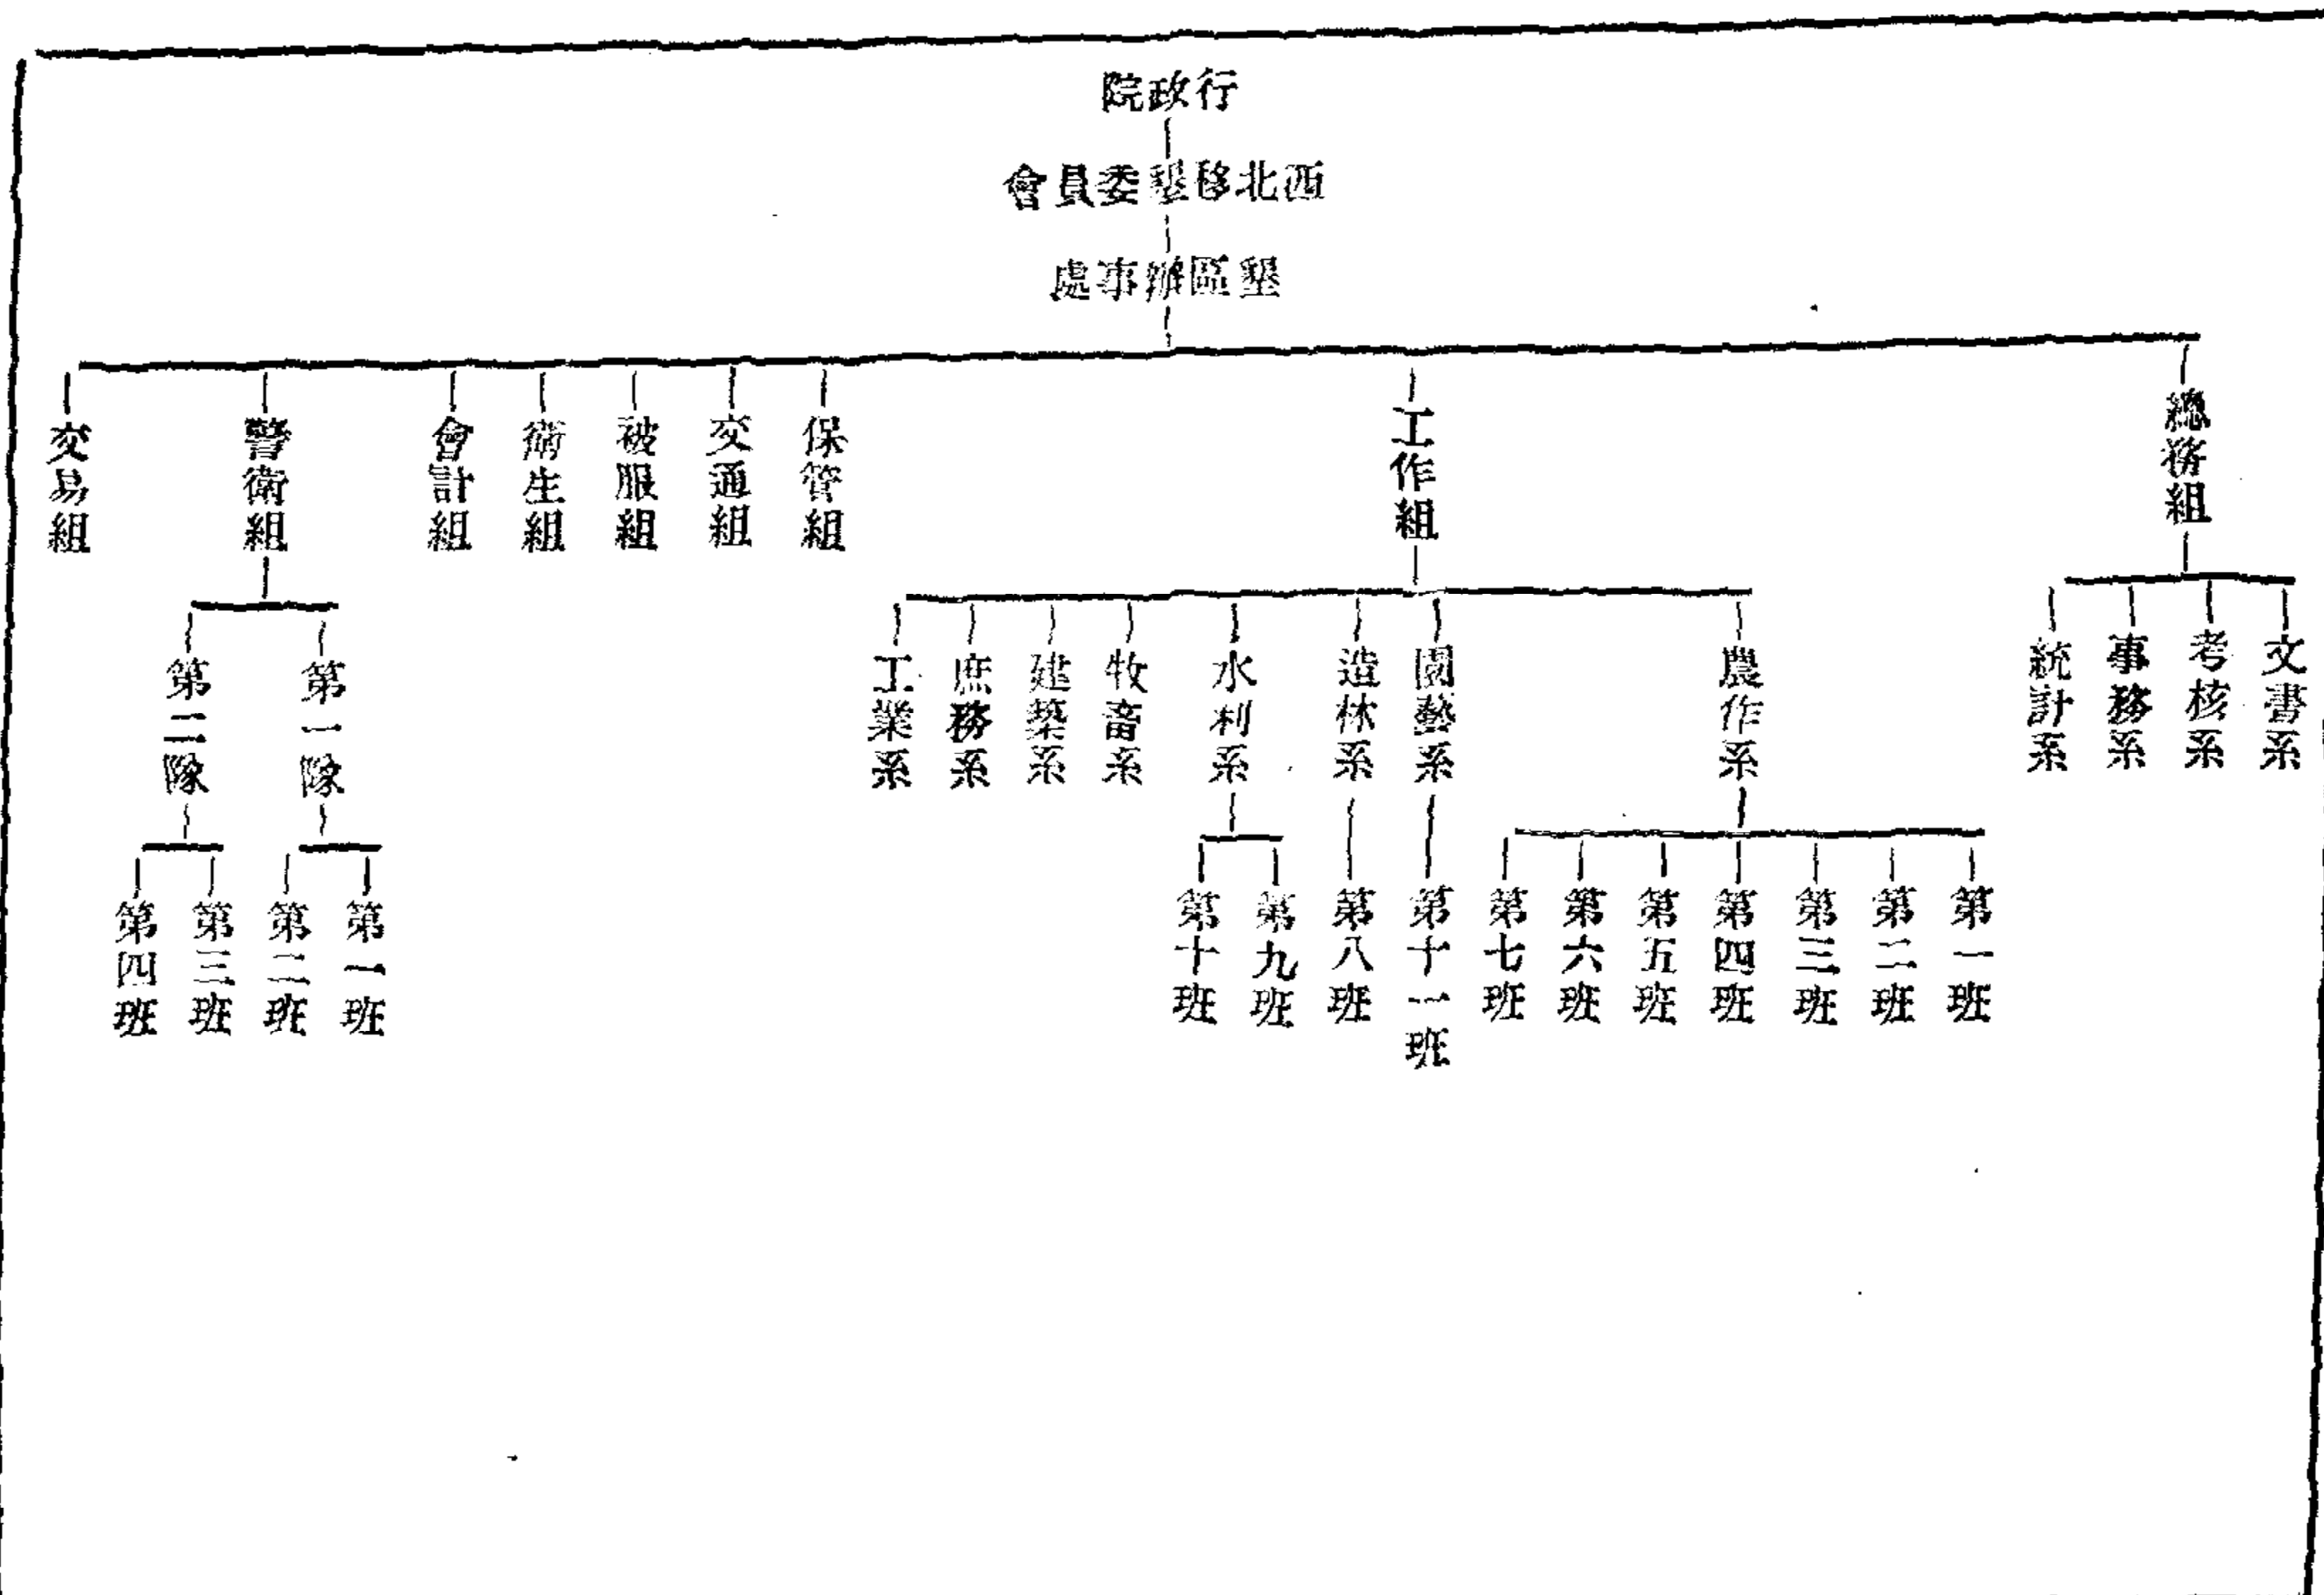 行政院
西北移墾委員會
墾區辦事處
總務組
工作組
保管組
交通組
被服組
衛生組
會計組
警衛組
交易組
文書系
考核系
事務系
統計系
農作系
園藝系
造林系
水利系
牧畜系
建築系
庶務系
工業系
第一隊
第二隊
第一班
第二班
第三班
第四班
第五班
第六班
第七班
第十一班
第八班
第九班
第十班
第一班
第二班
第三班
第四班